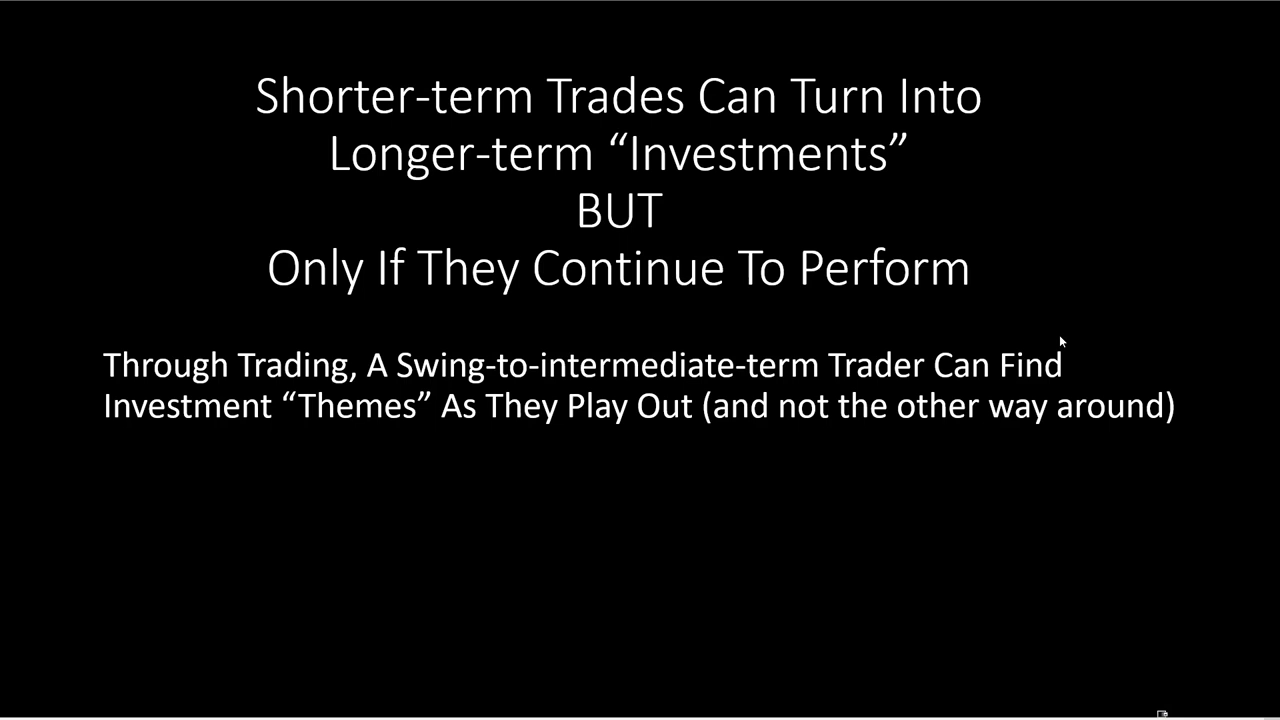 Shorter-term Trades Can Turn Into
Longer-term “Investments”
BUT
Only If They Continue To Perform
Through Trading, A Swing-to-intermediate-term Trader Can Find
Investment “Themes” As They Play Out (and not the other way around)